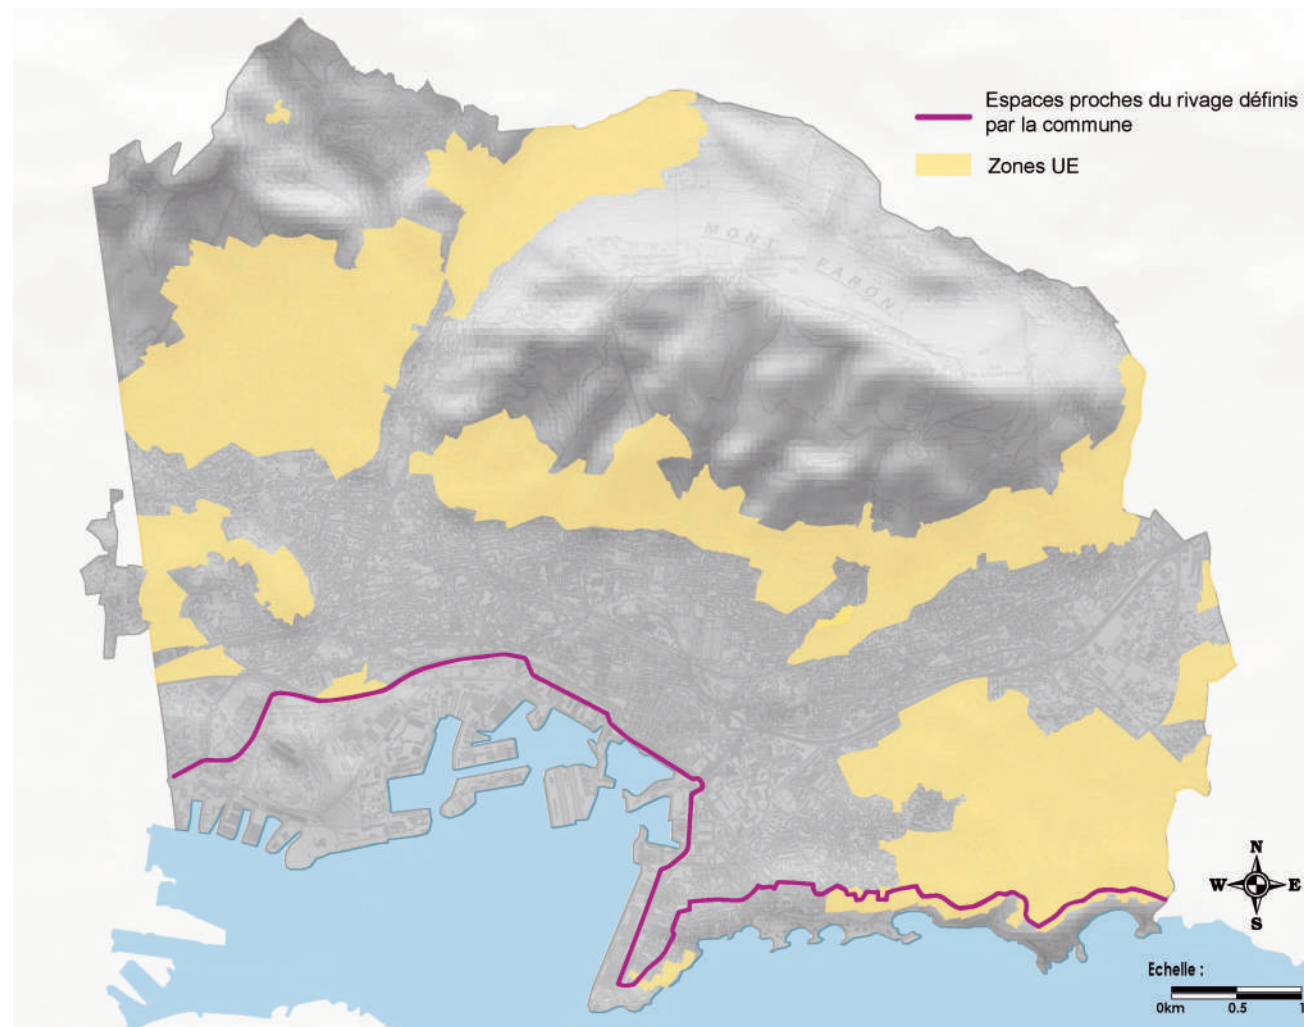 Espaces proches du rivage définis
par la commune
Zones UE
MONT
FARON
N
W E
S
Echelle :
0km 0.5 1